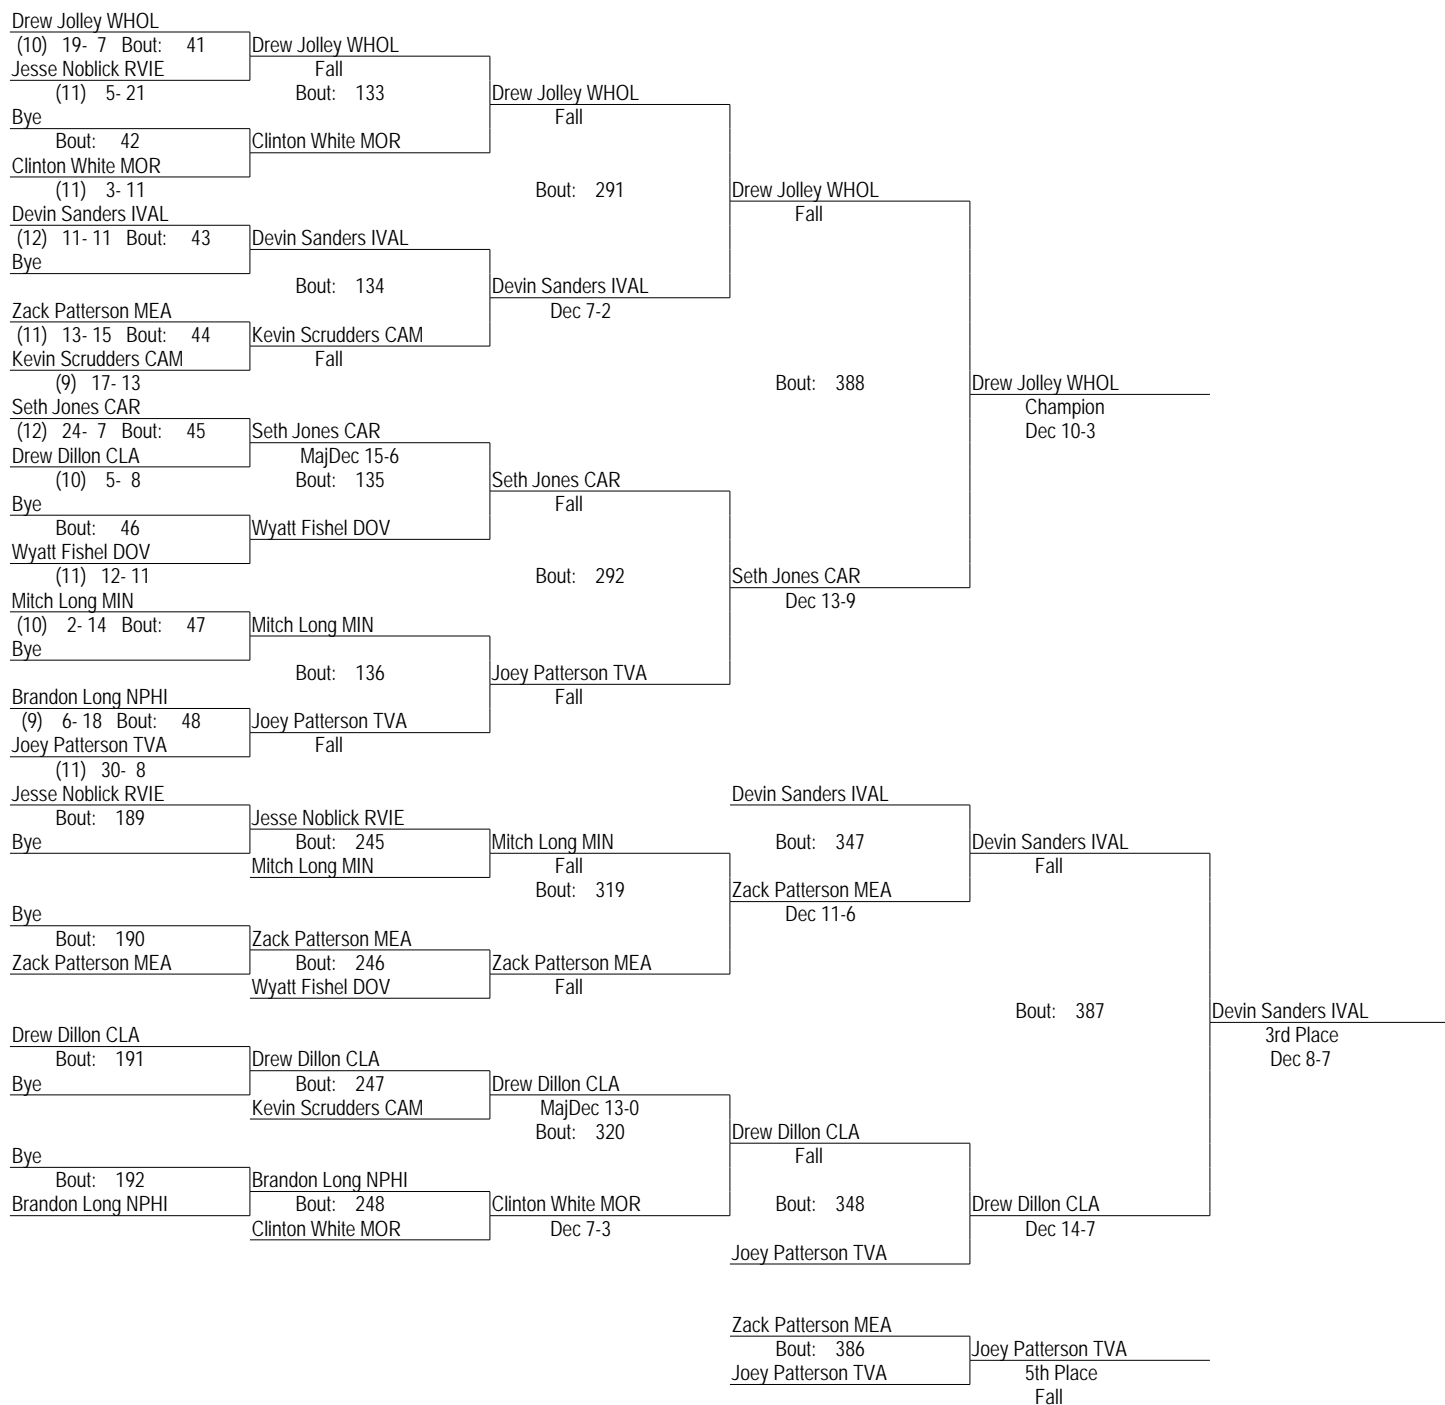 Drew Jolley WHOL
(10) 19- 7 Bout: 41 Drew Jolley WHOL
Jesse Noblick RVIE Fall
(11) 5- 21 Bout: 133 Drew Jolley WHOL
Bye Fall
Bout: 42 Clinton White MOR
Clinton White MOR
(11) 3- 11 Bout: 291 Drew Jolley WHOL
Devin Sanders IVAL Fall
(12) 11- 11 Bout: 43 Devin Sanders IVAL
Bye
Bout: 134 Devin Sanders IVAL
Zack Patterson MEA Dec 7-2
(11) 13- 15 Bout: 44 Kevin Scrudders CAM
Kevin Scrudders CAM Fall
(9) 17- 13 Bout: 388 Drew Jolley WHOL
Seth Jones CAR Champion
(12) 24- 7 Bout: 45 Seth Jones CAR Dec 10-3
Drew Dillon CLA MajDec 15-6
(10) 5- 8 Bout: 135 Seth Jones CAR
Bye Fall
Bout: 46 Wyatt Fishel DOV
Wyatt Fishel DOV
(11) 12- 11 Bout: 292 Seth Jones CAR
Mitch Long MIN Dec 13-9
(10) 2- 14 Bout: 47 Mitch Long MIN
Bye
Bout: 136 Joey Patterson TVA
Brandon Long NPHI Fall
(9) 6- 18 Bout: 48 Joey Patterson TVA
Joey Patterson TVA Fall
(11) 30- 8
Jesse Noblick RVIE Devin Sanders IVAL
Bout: 189 Jesse Noblick RVIE
Bye Bout: 245 Mitch Long MIN Bout: 347 Devin Sanders IVAL
Mitch Long MIN Fall Fall
Bout: 319 Zack Patterson MEA
Bye Dec 11-6
Bout: 190 Zack Patterson MEA
Zack Patterson MEA Bout: 246 Zack Patterson MEA
Wyatt Fishel DOV Fall
Bout: 387 Devin Sanders IVAL
Drew Dillon CLA 3rd Place
Bout: 191 Drew Dillon CLA Dec 8-7
Bye Bout: 247 Drew Dillon CLA
Kevin Scrudders CAM MajDec 13-0
Bout: 320 Drew Dillon CLA
Bye Fall
Bout: 192 Brandon Long NPHI
Brandon Long NPHI Bout: 248 Clinton White MOR Bout: 348 Drew Dillon CLA
Clinton White MOR Dec 7-3 Dec 14-7
Joey Patterson TVA
Zack Patterson MEA
Bout: 386 Joey Patterson TVA
Joey Patterson TVA 5th Place
Fall